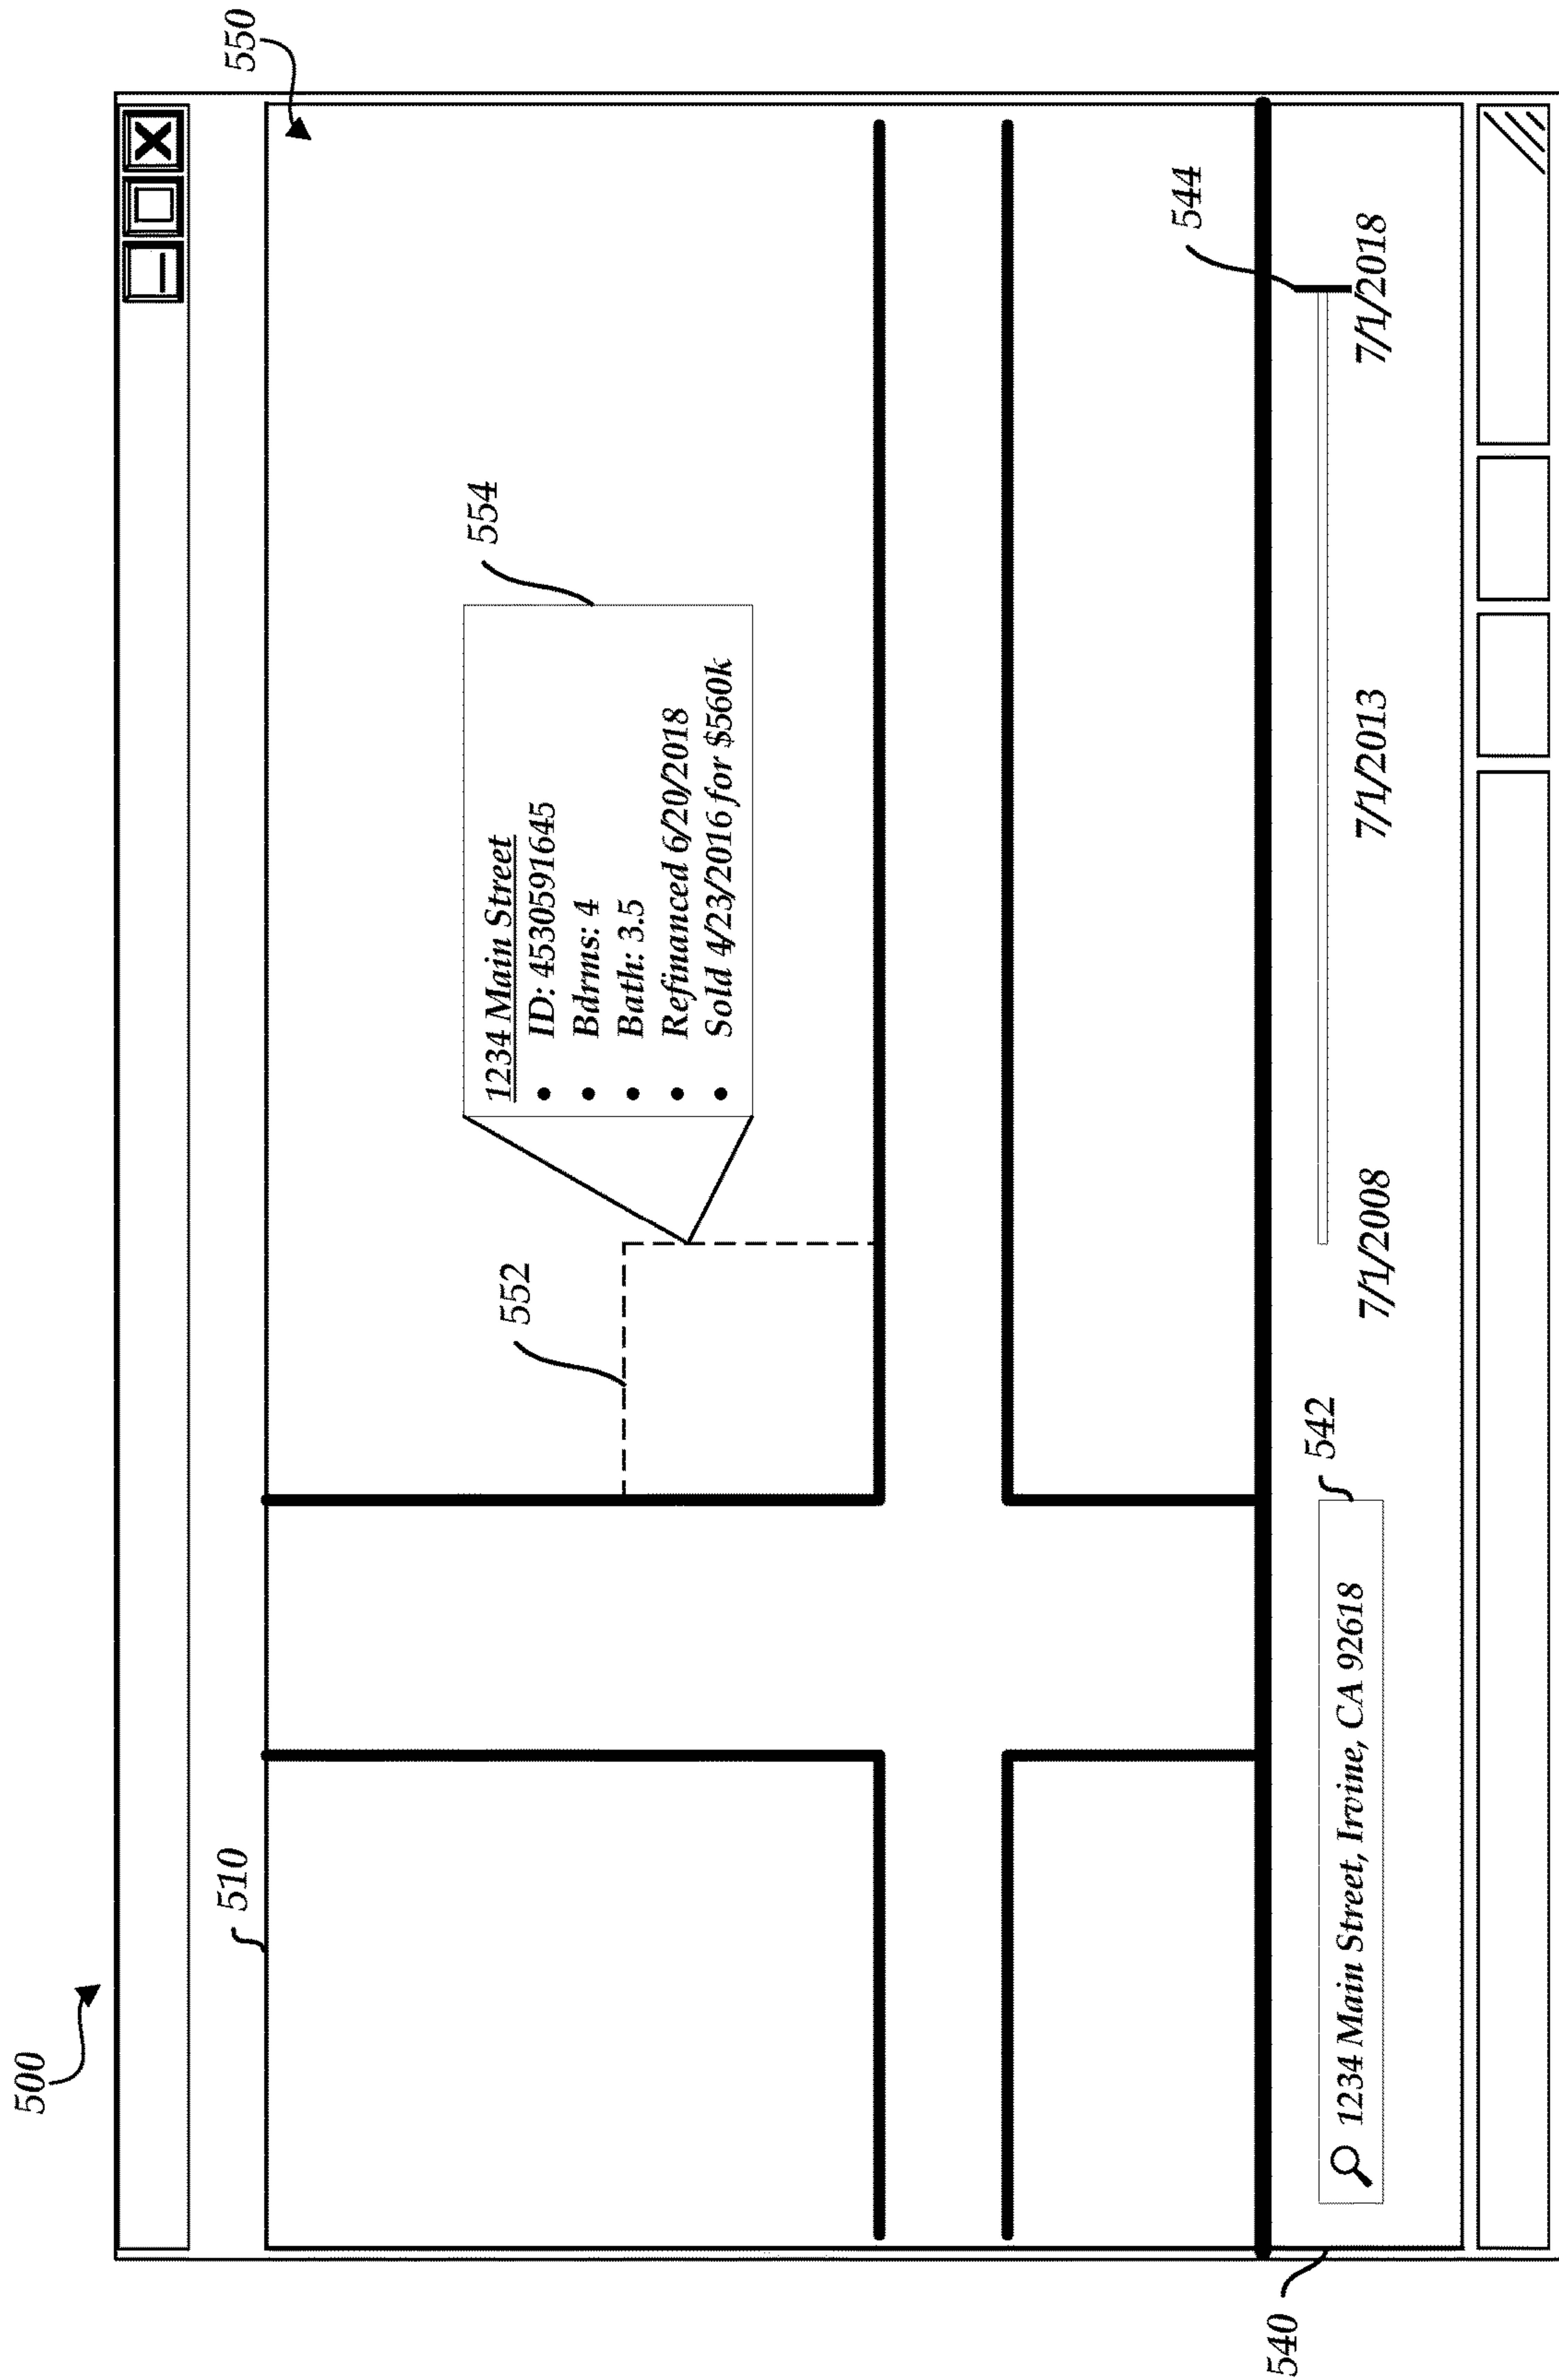 500
510
550
552
554
1234 Main Street
• ID: 453091645
• Bdrms: 4
• Bath: 3.5
• Refinanced 6/20/2018
• Sold 4/23/2016 for $560k
544
540
1234 Main Street, Irvine, CA 92618
542
7/1/2008
7/1/2013
7/1/2018